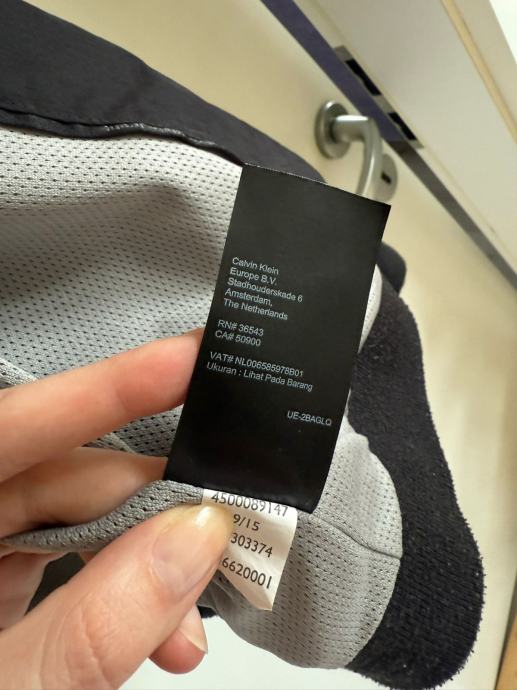 Calvin Klein
Europe B.V.
Stadhouderskade 6
Amsterdam,
The Netherlands
RN# 36543
CA# 50900
VAT# NL006585978B01
Ukuran : Lihat Pada Barang
UE-2BAGLQ
4500089147
9/15
303374
6620001